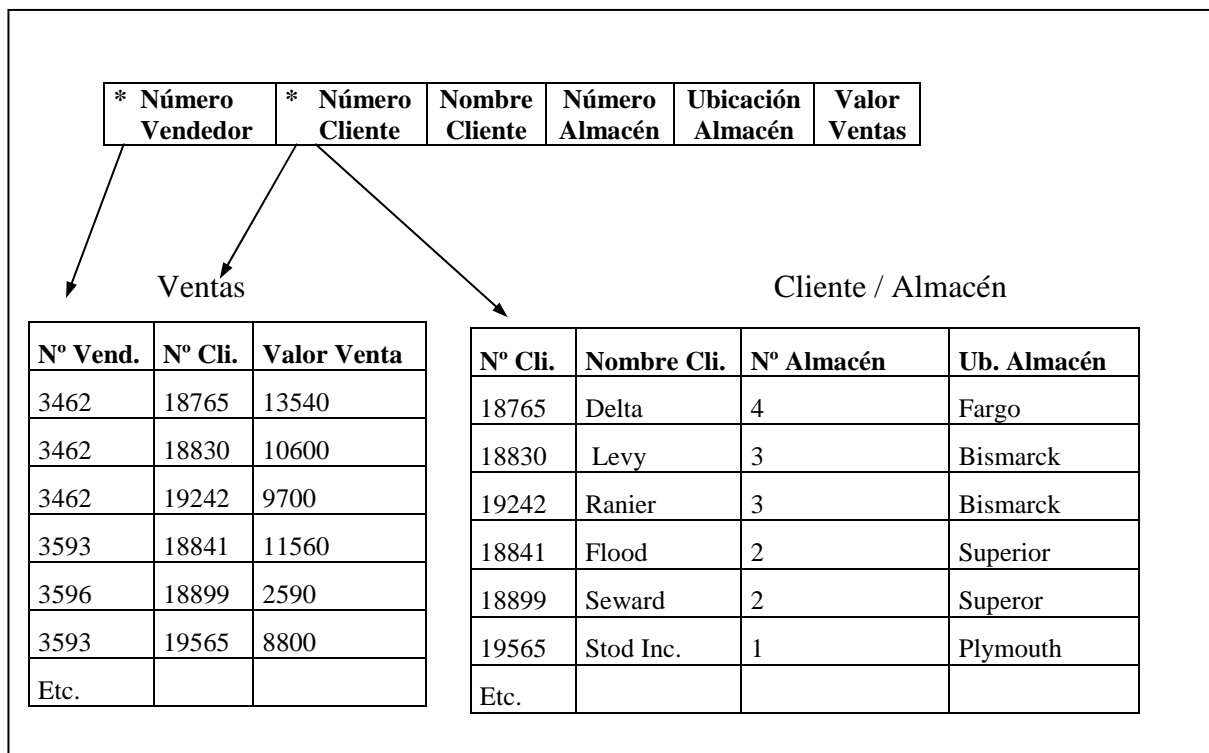 * Número Vendedor | * Número Cliente | Nombre Cliente | Número Almacén | Ubicación Almacén | Valor Ventas
Ventas
Nº Vend. | Nº Cli. | Valor Venta
3462 | 18765 | 13540
3462 | 18830 | 10600
3462 | 19242 | 9700
3593 | 18841 | 11560
3596 | 18899 | 2590
3593 | 19565 | 8800
Etc.
Cliente / Almacén
Nº Cli. | Nombre Cli. | Nº Almacén | Ub. Almacén
18765 | Delta | 4 | Fargo
18830 | Levy | 3 | Bismarck
19242 | Ranier | 3 | Bismarck
18841 | Flood | 2 | Superior
18899 | Seward | 2 | Superor
19565 | Stod Inc. | 1 | Plymouth
Etc.